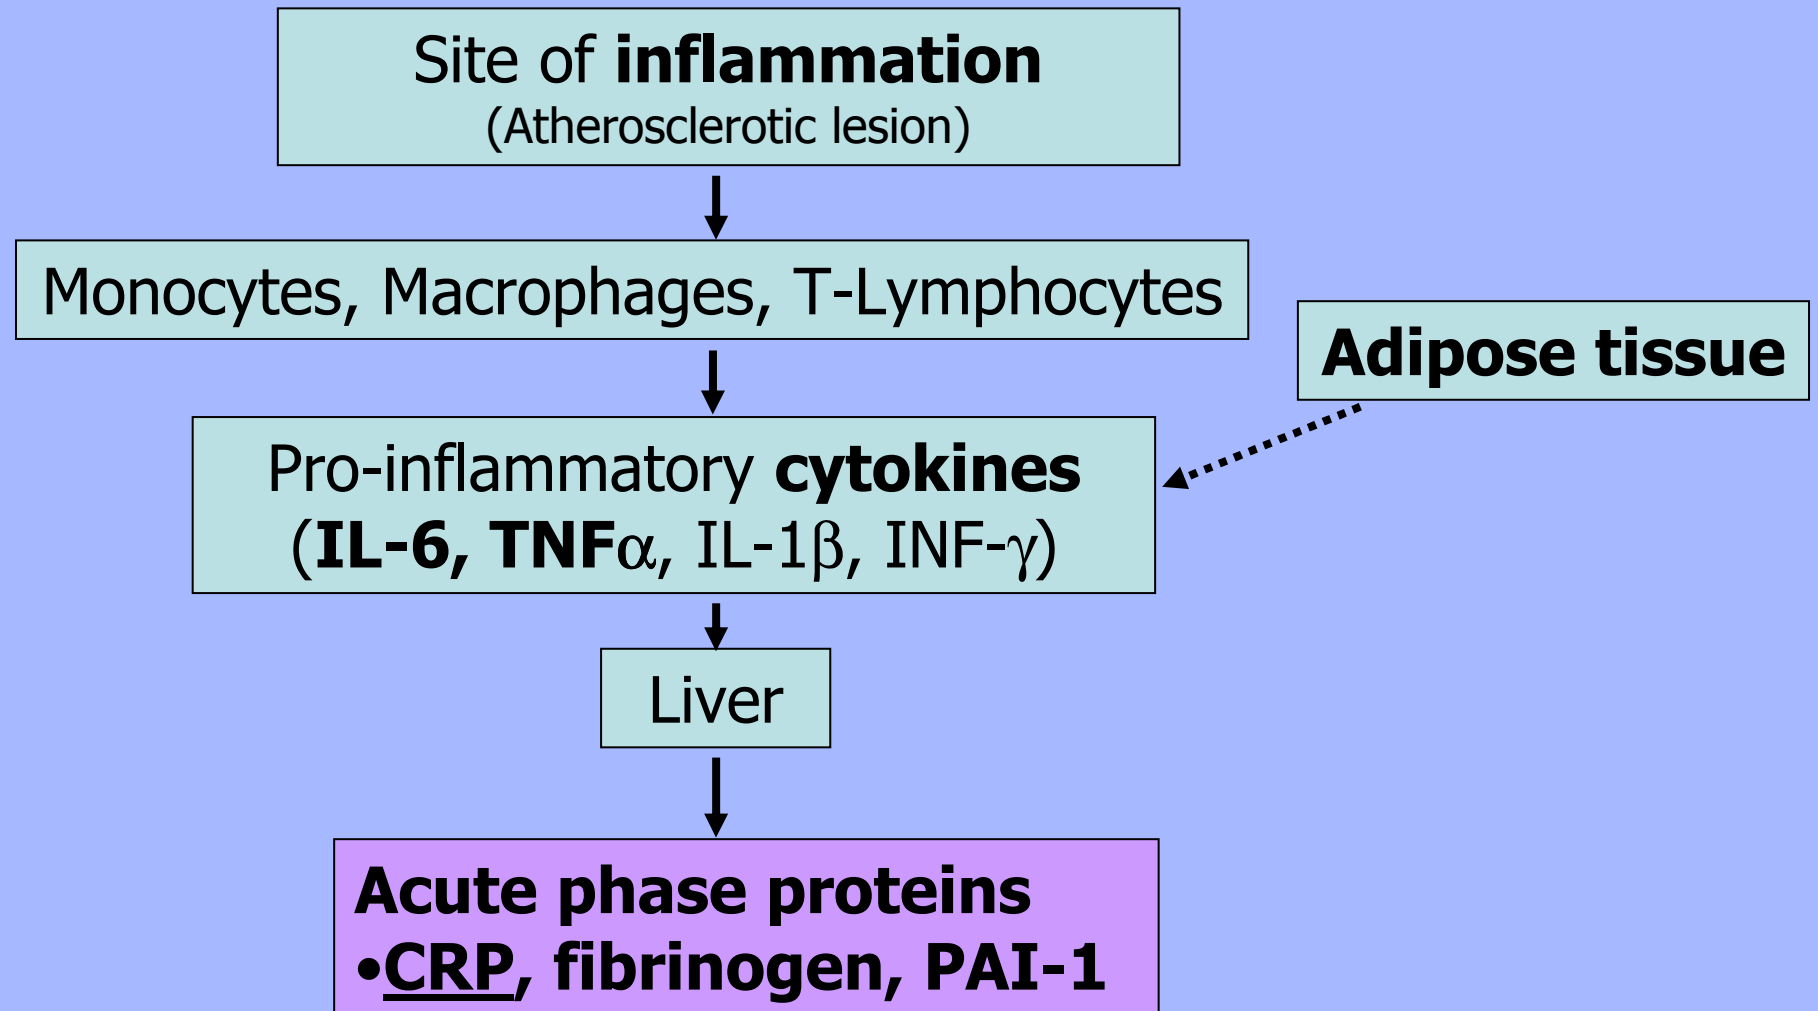 Site of inflammation
(Atherosclerotic lesion)
Monocytes, Macrophages, T-Lymphocytes
Adipose tissue
Pro-inflammatory cytokines
(IL-6, TNFα, IL-1β, INF-γ)
Liver
Acute phase proteins
•CRP, fibrinogen, PAI-1